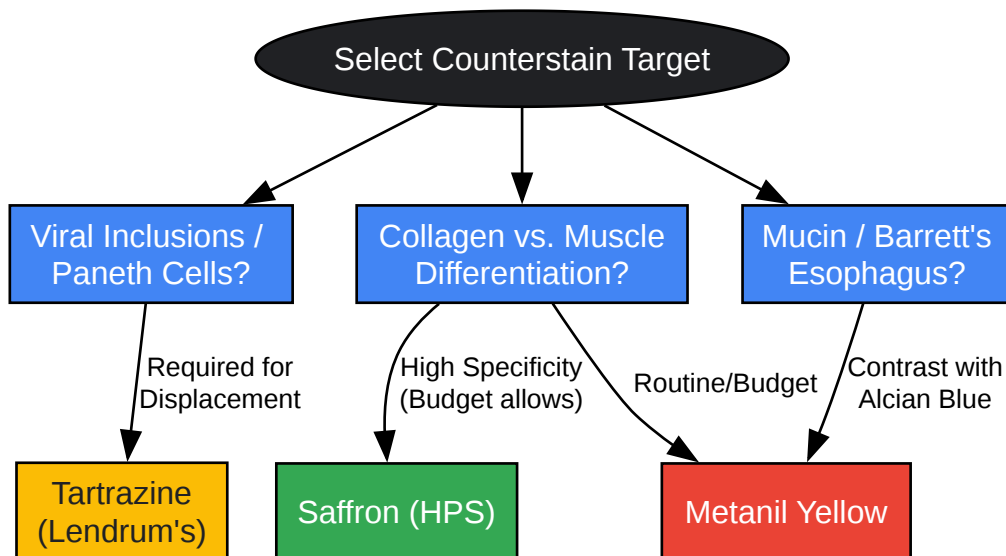 Select Counterstain Target
Viral Inclusions /
Paneth Cells?
Collagen vs. Muscle
Differentiation?
Mucin / Barrett's
Esophagus?
Required for
Displacement
High Specificity
(Budget allows)
Routine/Budget
Contrast with
Alcian Blue
Tartrazine
(Lendrum's)
Saffron (HPS)
Metanil Yellow